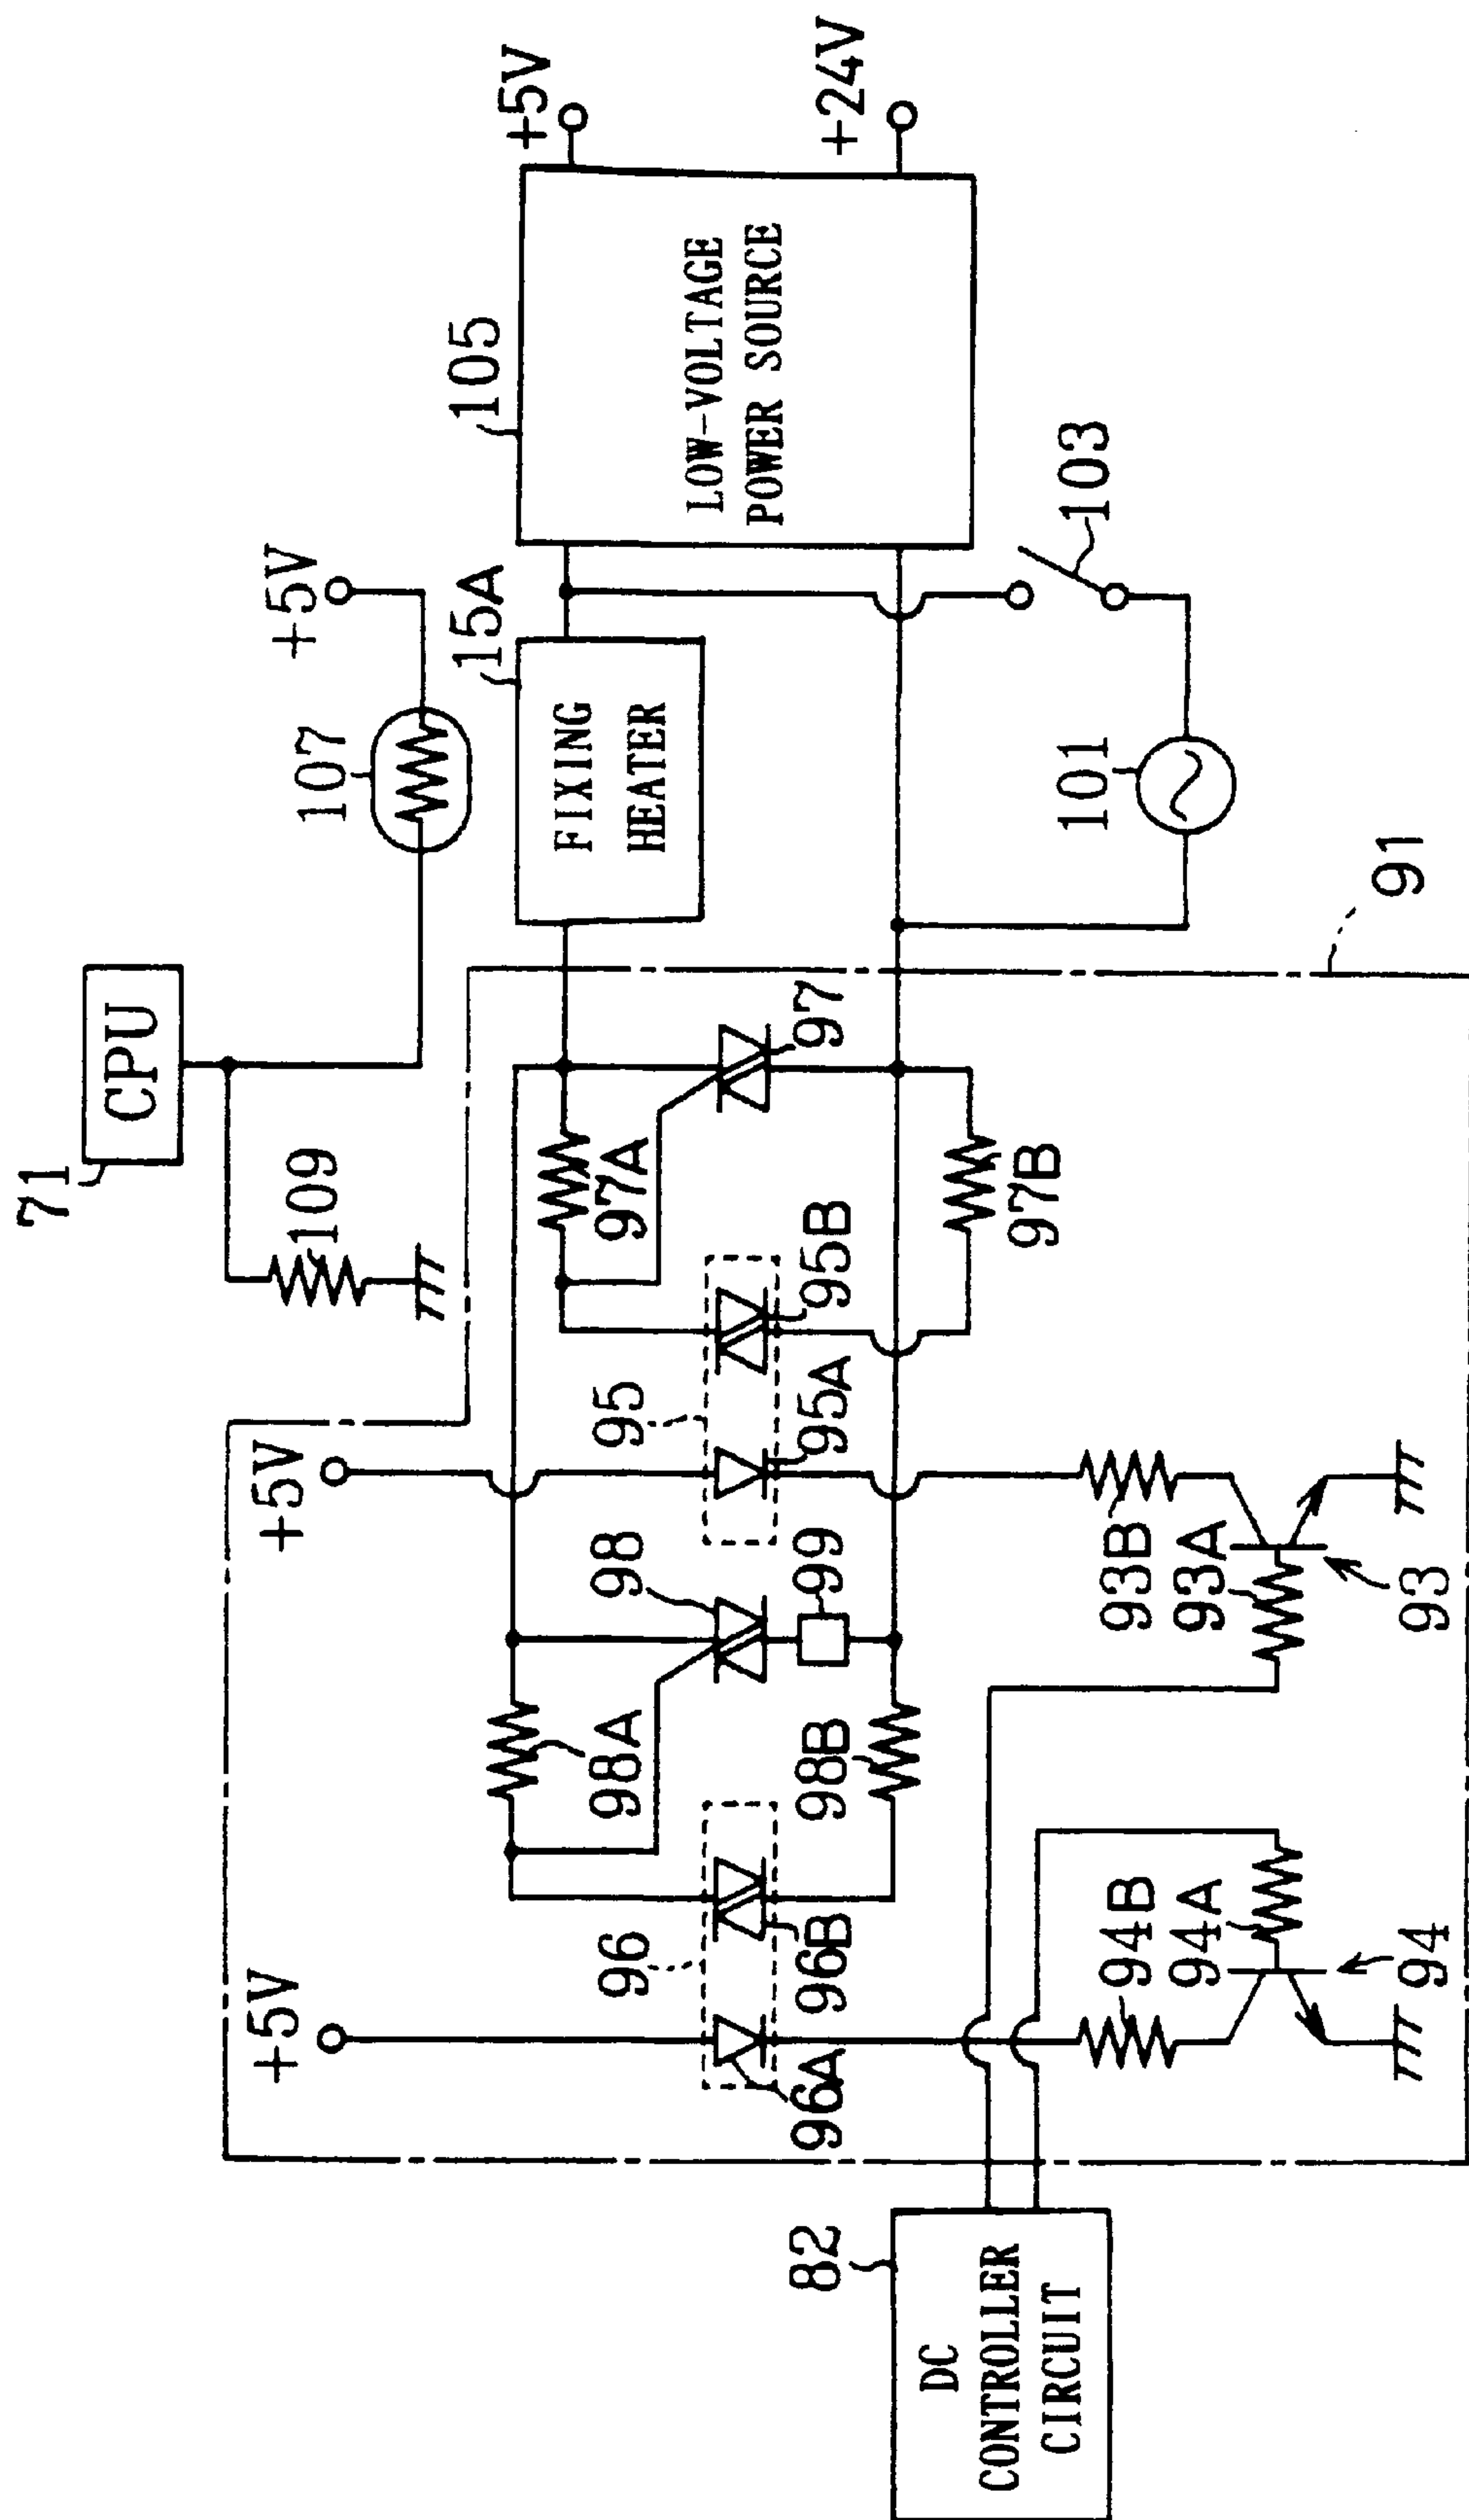 71
CPU
+5V
107
109
15A
FIXING
HEATER
105
LOW-VOLTAGE
POWER SOURCE
+5V
+24V
103
101
91
+5V
98
98A
98B
99
95
95A
95B
97A
97
97B
+5V
96
96A
96B
82
DC
CONTROLLER
CIRCUIT
94B
94A
94
93B
93A
93